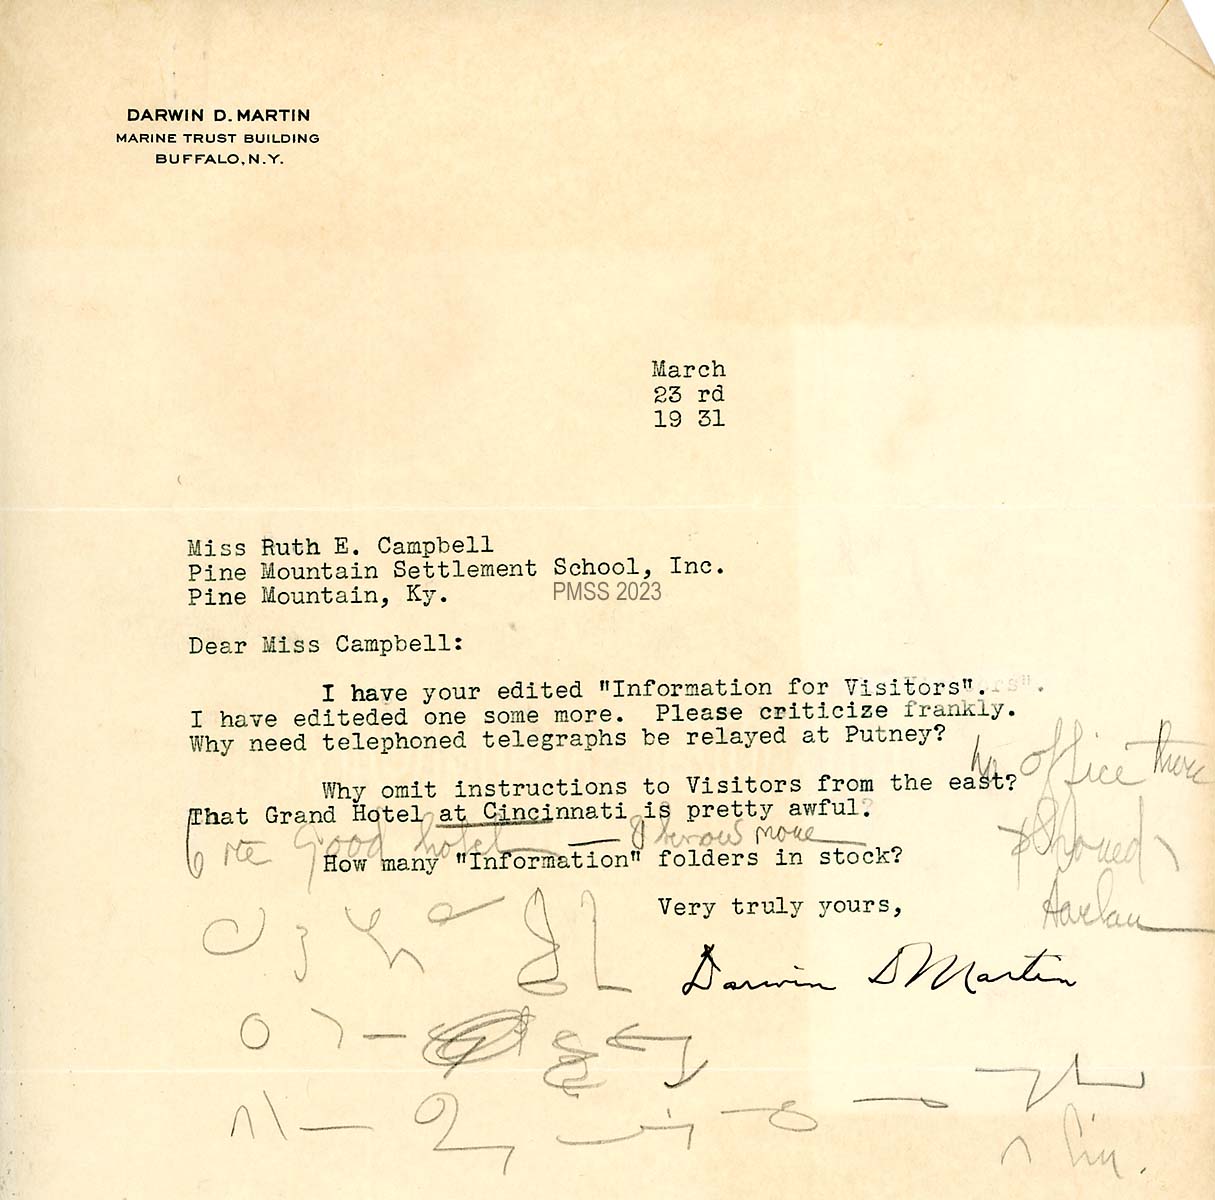 DARWIN D. MARTIN
MARINE TRUST BUILDING
BUFFALO, N.Y.
March
23 rd
19 31
Miss Ruth E. Campbell
Pine Mountain Settlement School, Inc.
Pine Mountain, Ky.
PMSS 2023
Dear Miss Campbell:
I have your edited "Information for Visitors".
I have editeded one some more. Please criticize frankly.
Why need telephoned telegraphs be relayed at Putney?
no office there
Why omit instructions to Visitors from the east?
That Grand Hotel at Cincinnati is pretty awful.
good hotel — I know none
How many "Information" folders in stock?
Harlan
Very truly yours,
Darwin D Martin